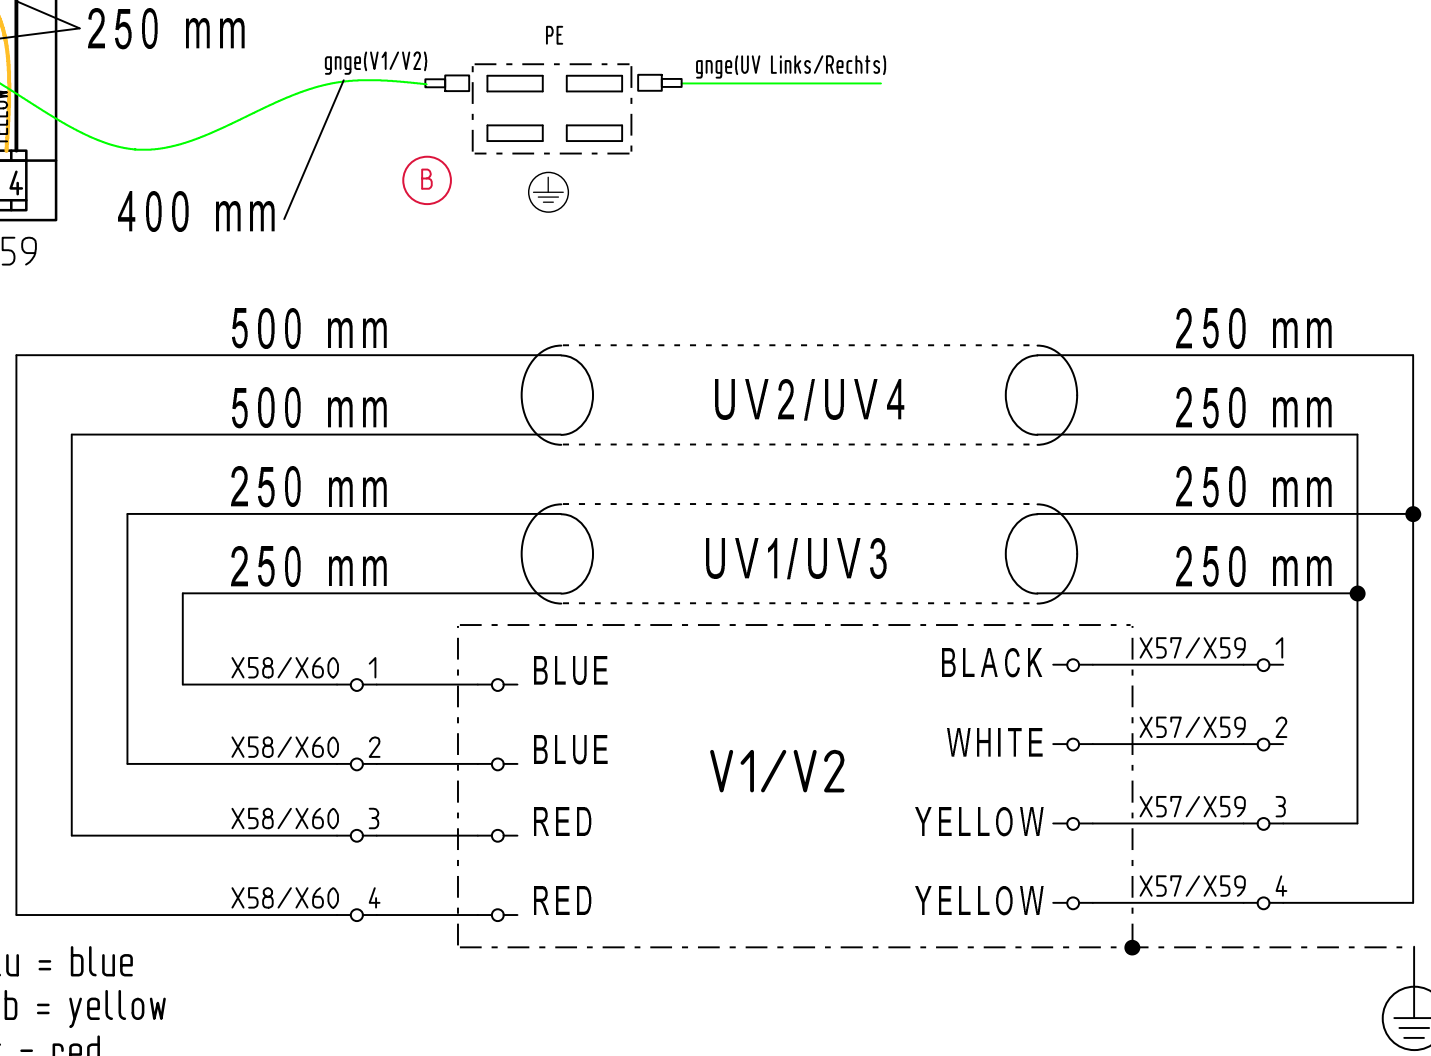 250 mm
PE
gnge(V1/V2)
gnge(UV Links/Rechts)
4
B
400 mm
59
500 mm
250 mm
UV2/UV4
500 mm
250 mm
250 mm
250 mm
UV1/UV3
250 mm
250 mm
X58/X60 1
BLUE
BLACK
X57/X59 1
X58/X60 2
BLUE
WHITE
X57/X59 2
V1/V2
X58/X60 3
RED
YELLOW
X57/X59 3
X58/X60 4
RED
YELLOW
X57/X59 4
u = blue
b = yellow
= red